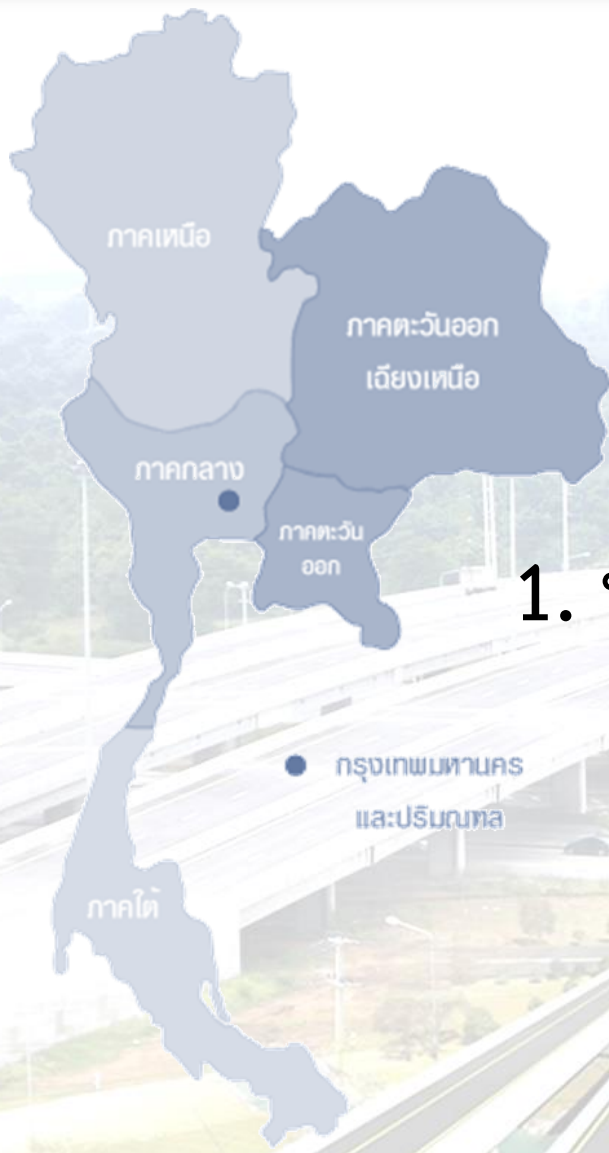 ภาคเหนือ
ภาคตะวันออก
เฉียงเหนือ
ภาคกลาง
ภาคตะวัน
ออก
1.
กรุงเทพมหานคร
และปริมณฑล
ภาคใต้